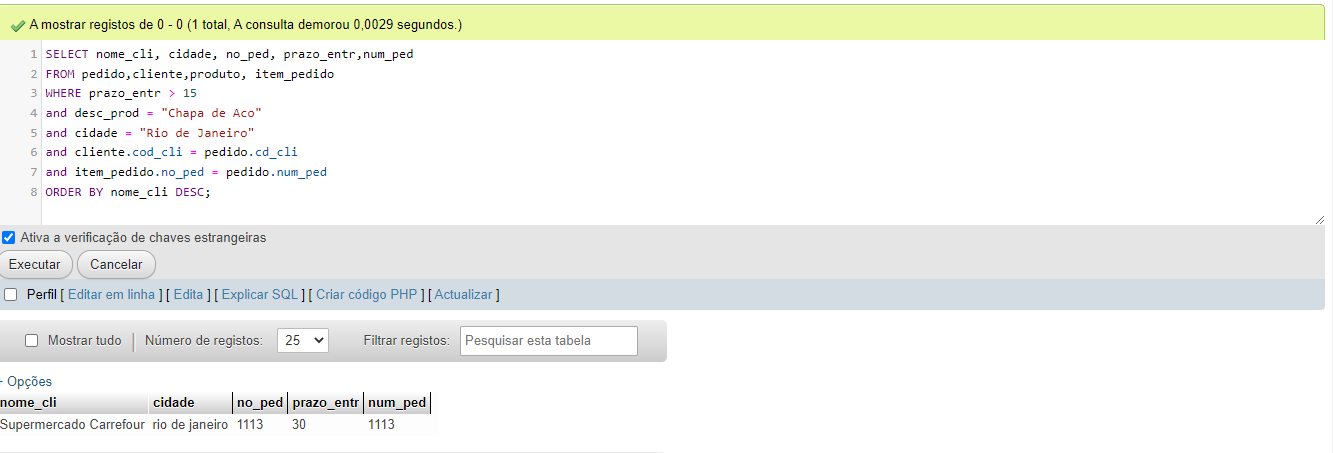 A mostrar registos de 0 - 0 (1 total, A consulta demorou 0,0029 segundos.)
1 SELECT nome_cli, cidade, no_ped, prazo_entr,num_ped
2 FROM pedido,cliente,produto, item_pedido
3 WHERE prazo_entr > 15
4 and desc_prod = "Chapa de Aco"
5 and cidade = "Rio de Janeiro"
6 and cliente.cod_cli = pedido.cd_cli
7 and item_pedido.no_ped = pedido.num_ped
8 ORDER BY nome_cli DESC;
Ativa a verificação de chaves estrangeiras
Executar Cancelar
Perfil [ Editar em linha ] [ Edita ] [ Explicar SQL ] [ Criar código PHP ] [ Actualizar ]
Mostrar tudo Número de registos: 25 Filtrar registos: Pesquisar esta tabela
+ Opções
nome_cli cidade no_ped prazo_entr num_ped
Supermercado Carrefour rio de janeiro 1113 30 1113